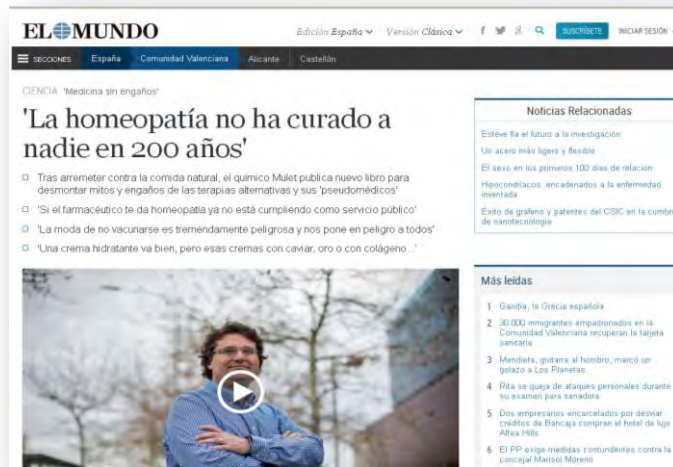 EL MUNDO
Edición España
Versión Clásica
f
8
SUSCRÍBETE
INICIAR SESIÓN
SECCIONES
España
Comunidad Valenciana
Alicante
Castellón
CIENCIA 'Medicina sin engaños'
'La homeopatía no ha curado a
nadie en 200 años'
Tras arremeter contra la comida natural, el químico Mulet publica nuevo libro para
desmontar mitos y engaños de las terapias alternativas y sus 'pseudomédicos'
'Si el farmacéutico te da homeopatía ya no está cumpliendo como servicio público'
'La moda de no vacunarse es tremendamente peligrosa y nos pone en peligro a todos'
'Una crema hidratante va bien, pero esas cremas con caviar, oro o con colágeno...'
Noticias Relacionadas
Esteve fía el futuro a la investigación
Un acero más ligero y flexible
El sexo en los primeros 100 días de relación
Hipocondríacos, encadenados a la enfermedad
inventada
Éxito de grafeno y patentes del CSIC en la cumbre
de nanotecnología
Más leídas
1 Gandia, la Grecia española
2 30.000 inmigrantes empadronados en la
Comunidad Valenciana recuperan la tarjeta
sanitaria
3 Mendieta, guitarra al hombro, marcó un
golazo a Los Planetas
4 Rita se queja de ataques personales durante
su examen para senadora
5 Dos empresarios encarcelados por desviar
créditos de Bancaja compran el hotel de lujo
Altea Hills
6 El PP exige medidas contundentes contra la
concejal Marisol Moreno